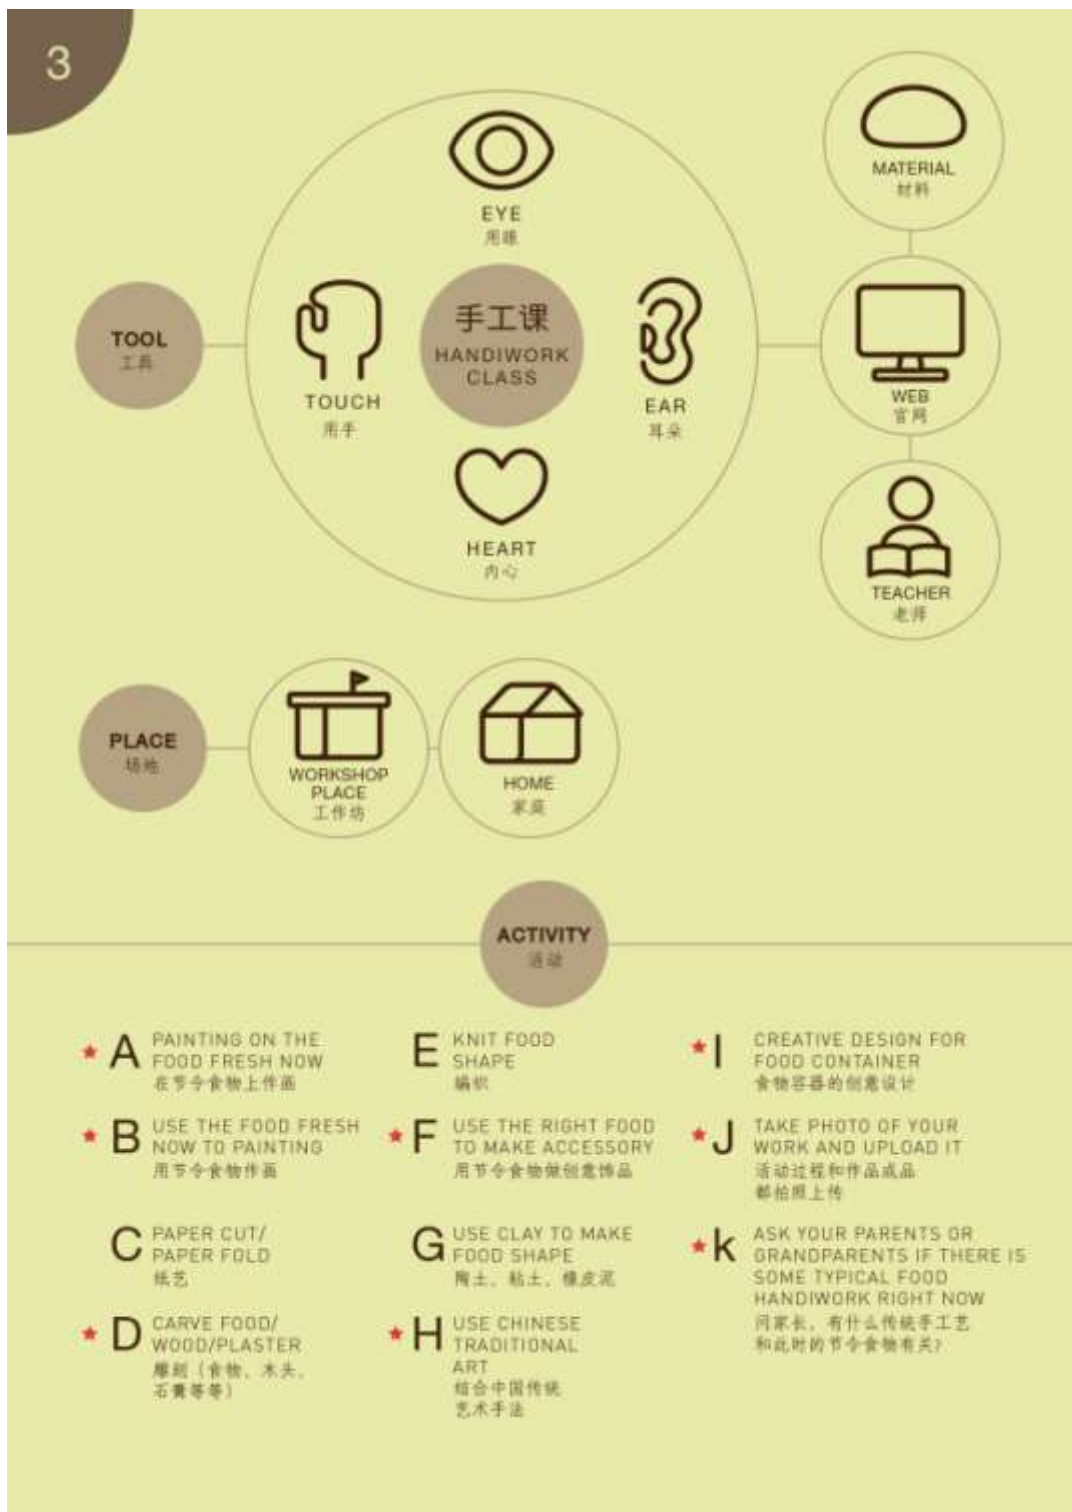 3
EYE
用眼
MATERIAL
材料
TOOL
工具
TOUCH
用手
手工课
HANDIWORK
CLASS
EAR
耳朵
WEB
官网
HEART
内心
TEACHER
老师
PLACE
场地
WORKSHOP
PLACE
工作坊
HOME
家庭
ACTIVITY
活动
A
PAINTING ON THE
FOOD FRESH NOW
在节令食物上作画
B
USE THE FOOD FRESH
NOW TO PAINTING
用节令食物作画
C
PAPER CUT/
PAPER FOLD
纸艺
D
CARVE FOOD/
WOOD/PLASTER
雕刻（食物、木头、
石膏等等）
E
KNIT FOOD
SHAPE
编织
F
USE THE RIGHT FOOD
TO MAKE ACCESSORY
用节令食物做创意饰品
G
USE CLAY TO MAKE
FOOD SHAPE
陶土、粘土、橡皮泥
H
USE CHINESE
TRADITIONAL
ART
结合中国传统
艺术手法
I
CREATIVE DESIGN FOR
FOOD CONTAINER
食物容器的创意设计
J
TAKE PHOTO OF YOUR
WORK AND UPLOAD IT
活动过程和作品成品
都拍照上传
k
ASK YOUR PARENTS OR
GRANDPARENTS IF THERE IS
SOME TYPICAL FOOD
HANDIWORK RIGHT NOW
问家长，有什么传统手工艺
和此时的节令食物有关?